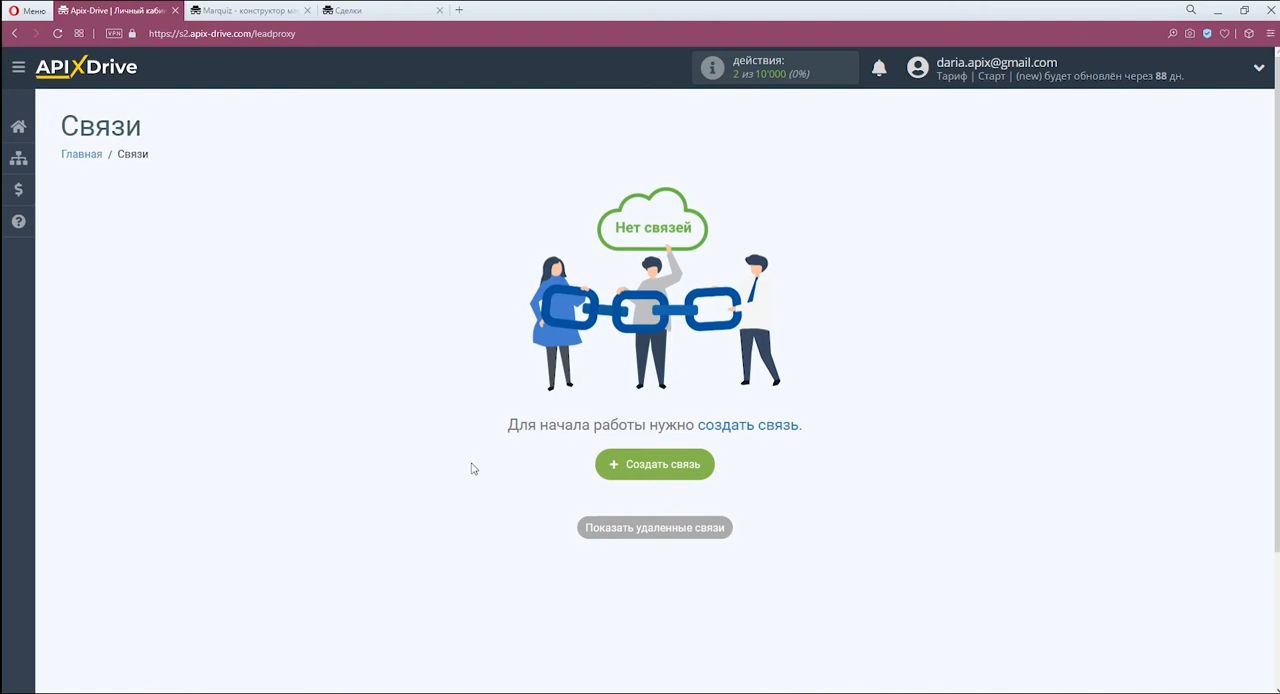 Меню
Apix-Drive | Личный каби
Marquiz - конструктор ма
Сделки
VPN
https://s2.apix-drive.com/leadproxy
APIXDrive
действия:
2 из 10'000 (0%)
daria.apix@gmail.com
Тариф | Старт | (new) будет обновлён через 88 дн.
Связи
Главная / Связи
Нет связей
Для начала работы нужно создать связь.
+ Создать связь
Показать удаленные связи